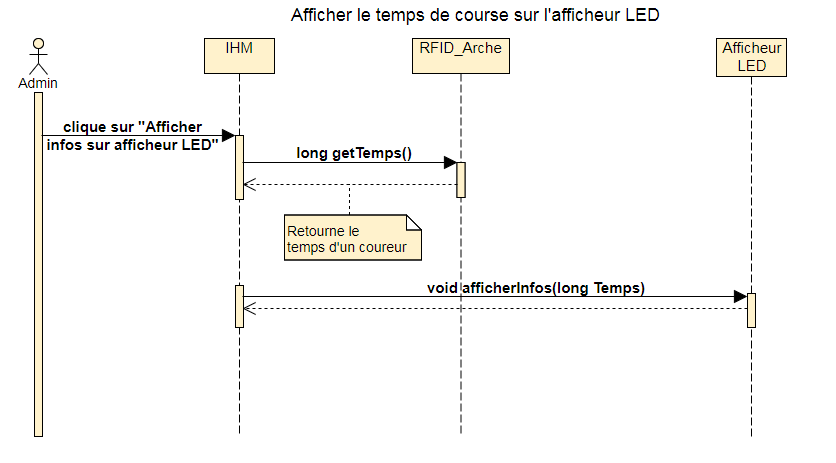 Afficher le temps de course sur l'afficheur LED
Admin
IHM
RFID_Arche
Afficheur
LED
clique sur "Afficher
infos sur afficheur LED"
long getTemps()
Retourne le
temps d'un coureur
void afficherInfos(long Temps)